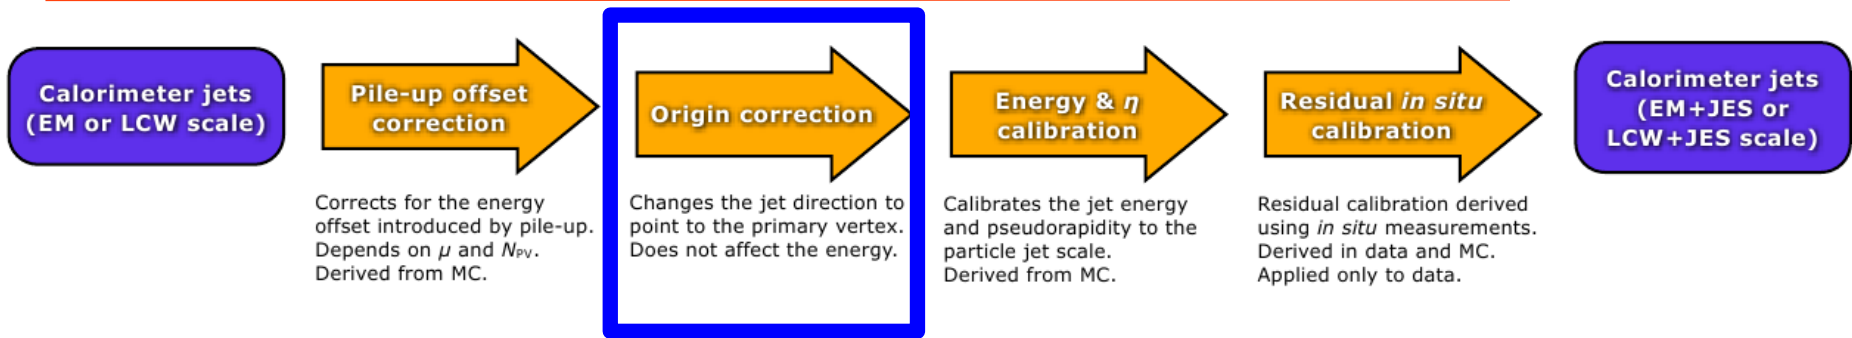 Calorimeter jets
(EM or LCW scale)
Pile-up offset
correction
Corrects for the energy
offset introduced by pile-up.
Depends on μ and NPV.
Derived from MC.
Origin correction
Changes the jet direction to
point to the primary vertex.
Does not affect the energy.
Energy & η
calibration
Calibrates the jet energy
and pseudorapidity to the
particle jet scale.
Derived from MC.
Residual in situ
calibration
Residual calibration derived
using in situ measurements.
Derived in data and MC.
Applied only to data.
Calorimeter jets
(EM+JES or
LCW+JES scale)